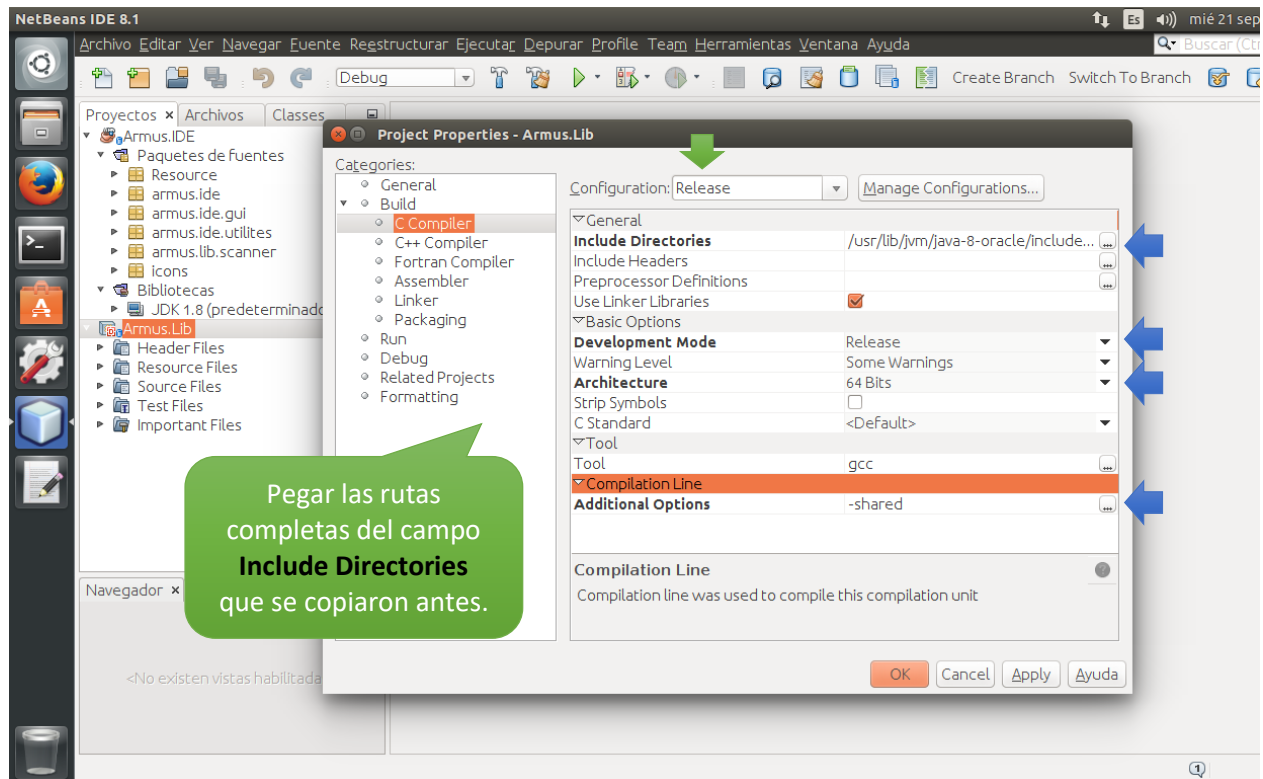 NetBeans IDE 8.1
Es
mié 21 sep
Archivo Editar Ver Navegar Fuente Reestructurar Ejecutar Depurar Profile Team Herramientas Ventana Ayuda
Buscar (Ctr
Debug
Create Branch Switch To Branch
Proyectos Archivos Classes
Armus.IDE
Paquetes de fuentes
Resource
armus.ide
armus.ide.gui
armus.ide.utilites
armus.lib.scanner
icons
Bibliotecas
JDK 1.8 (predeterminado
Armus.Lib
Header Files
Resource Files
Source Files
Test Files
Important Files
Navegador
<No existen vistas habilitada
Project Properties - Armus.Lib
Categories:
General
Build
C Compiler
C++ Compiler
Fortran Compiler
Assembler
Linker
Packaging
Run
Debug
Related Projects
Formatting
Configuration: Release
Manage Configurations...
General
Include Directories /usr/lib/jvm/java-8-oracle/include... ...
Include Headers ...
Preprocessor Definitions ...
Use Linker Libraries
Basic Options
Development Mode Release
Warning Level Some Warnings
Architecture 64 Bits
Strip Symbols
C Standard <Default>
Tool
Tool gcc ...
Compilation Line
Additional Options -shared ...
Compilation Line
Compilation line was used to compile this compilation unit
OK Cancel Apply Ayuda
Pegar las rutas
completas del campo
Include Directories
que se copiaron antes.
1